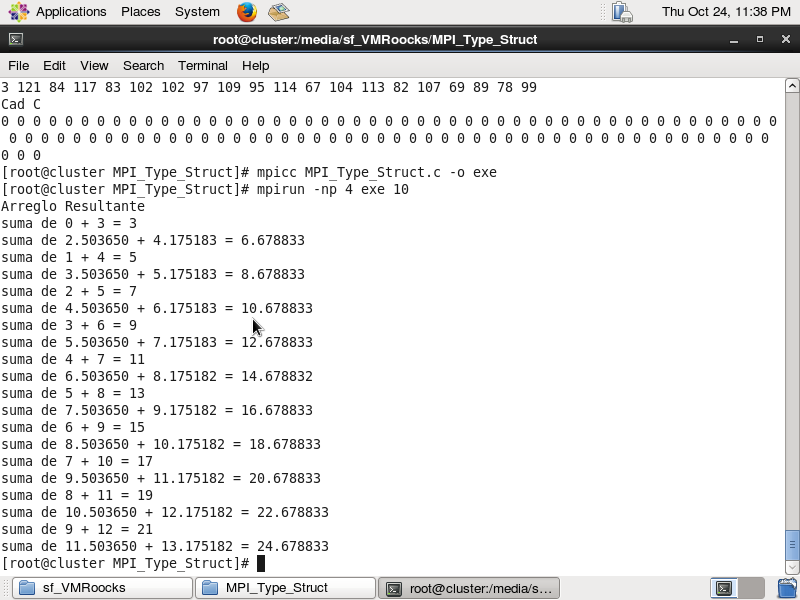 Applications Places System Thu Oct 24, 11:38 PM
root@cluster:/media/sf_VMRoocks/MPI_Type_Struct
File Edit View Search Terminal Help
3 121 84 117 83 102 102 97 109 95 114 67 104 113 82 107 69 89 78 99
Cad C
0 0 0 0 0 0 0 0 0 0 0 0 0 0 0 0 0 0 0 0 0 0 0 0 0 0 0 0 0 0 0 0 0 0 0 0 0 0 0 0 0 0 0 0 0 0 0 0 0
0 0 0 0 0 0 0 0 0 0 0 0 0 0 0 0 0 0 0 0 0 0 0 0 0 0 0 0 0 0 0 0 0 0 0 0 0 0 0 0 0 0 0 0 0 0 0 0
0 0 0
[root@cluster MPI_Type_Struct]# mpicc MPI_Type_Struct.c -o exe
[root@cluster MPI_Type_Struct]# mpirun -np 4 exe 10
Arreglo Resultante
suma de 0 + 3 = 3
suma de 2.503650 + 4.175183 = 6.678833
suma de 1 + 4 = 5
suma de 3.503650 + 5.175183 = 8.678833
suma de 2 + 5 = 7
suma de 4.503650 + 6.175183 = 10.678833
suma de 3 + 6 = 9
suma de 5.503650 + 7.175183 = 12.678833
suma de 4 + 7 = 11
suma de 6.503650 + 8.175182 = 14.678832
suma de 5 + 8 = 13
suma de 7.503650 + 9.175182 = 16.678833
suma de 6 + 9 = 15
suma de 8.503650 + 10.175182 = 18.678833
suma de 7 + 10 = 17
suma de 9.503650 + 11.175182 = 20.678833
suma de 8 + 11 = 19
suma de 10.503650 + 12.175182 = 22.678833
suma de 9 + 12 = 21
suma de 11.503650 + 13.175182 = 24.678833
[root@cluster MPI_Type_Struct]#
sf_VMRoocks MPI_Type_Struct root@cluster:/media/s...